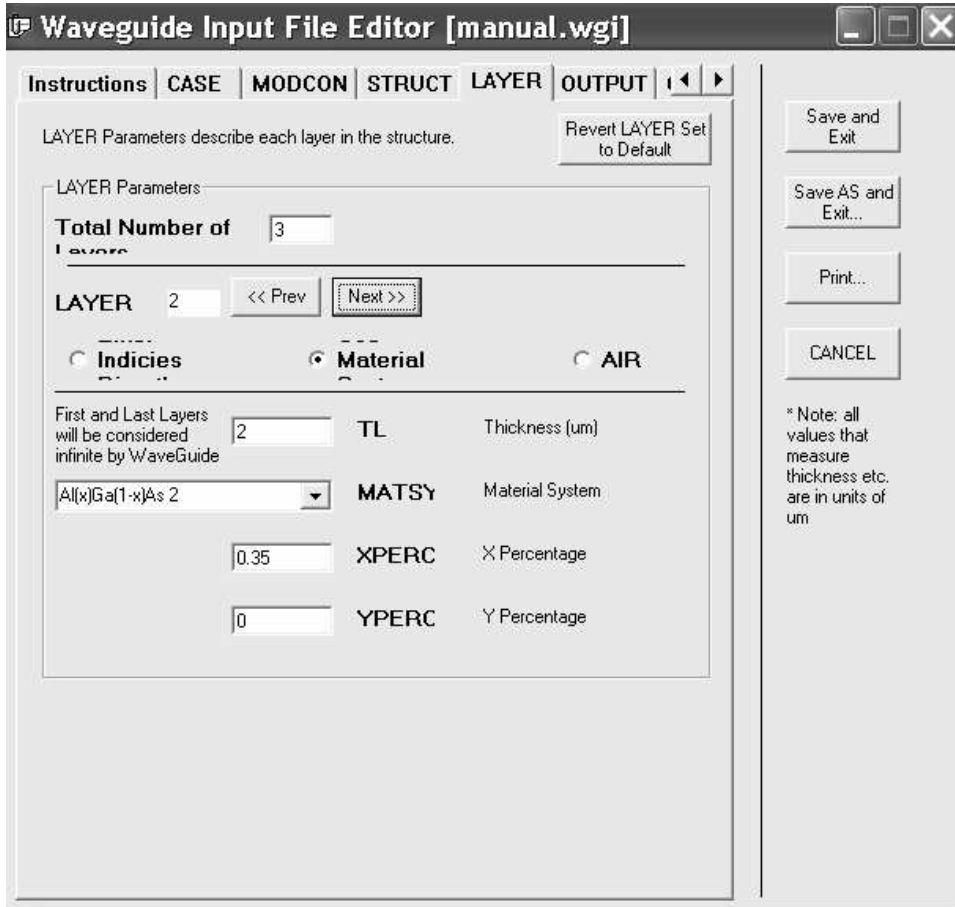 Waveguide Input File Editor [manual.wgi]
Instructions CASE MODCON STRUCT LAYER OUTPUT
LAYER Parameters describe each layer in the structure.
Revert LAYER Set
to Default
LAYER Parameters
Total Number of
Layers
3
LAYER 2 << Prev Next >>
Indicies
Material
AIR
First and Last Layers
will be considered
infinite by WaveGuide
2 TL Thickness (um)
Al(x)Ga(1-x)As 2 MATSY Material System
0.35 XPERC X Percentage
0 YPERC Y Percentage
Save and
Exit
Save AS and
Exit...
Print...
CANCEL
* Note: all
values that
measure
thickness etc.
are in units of
um